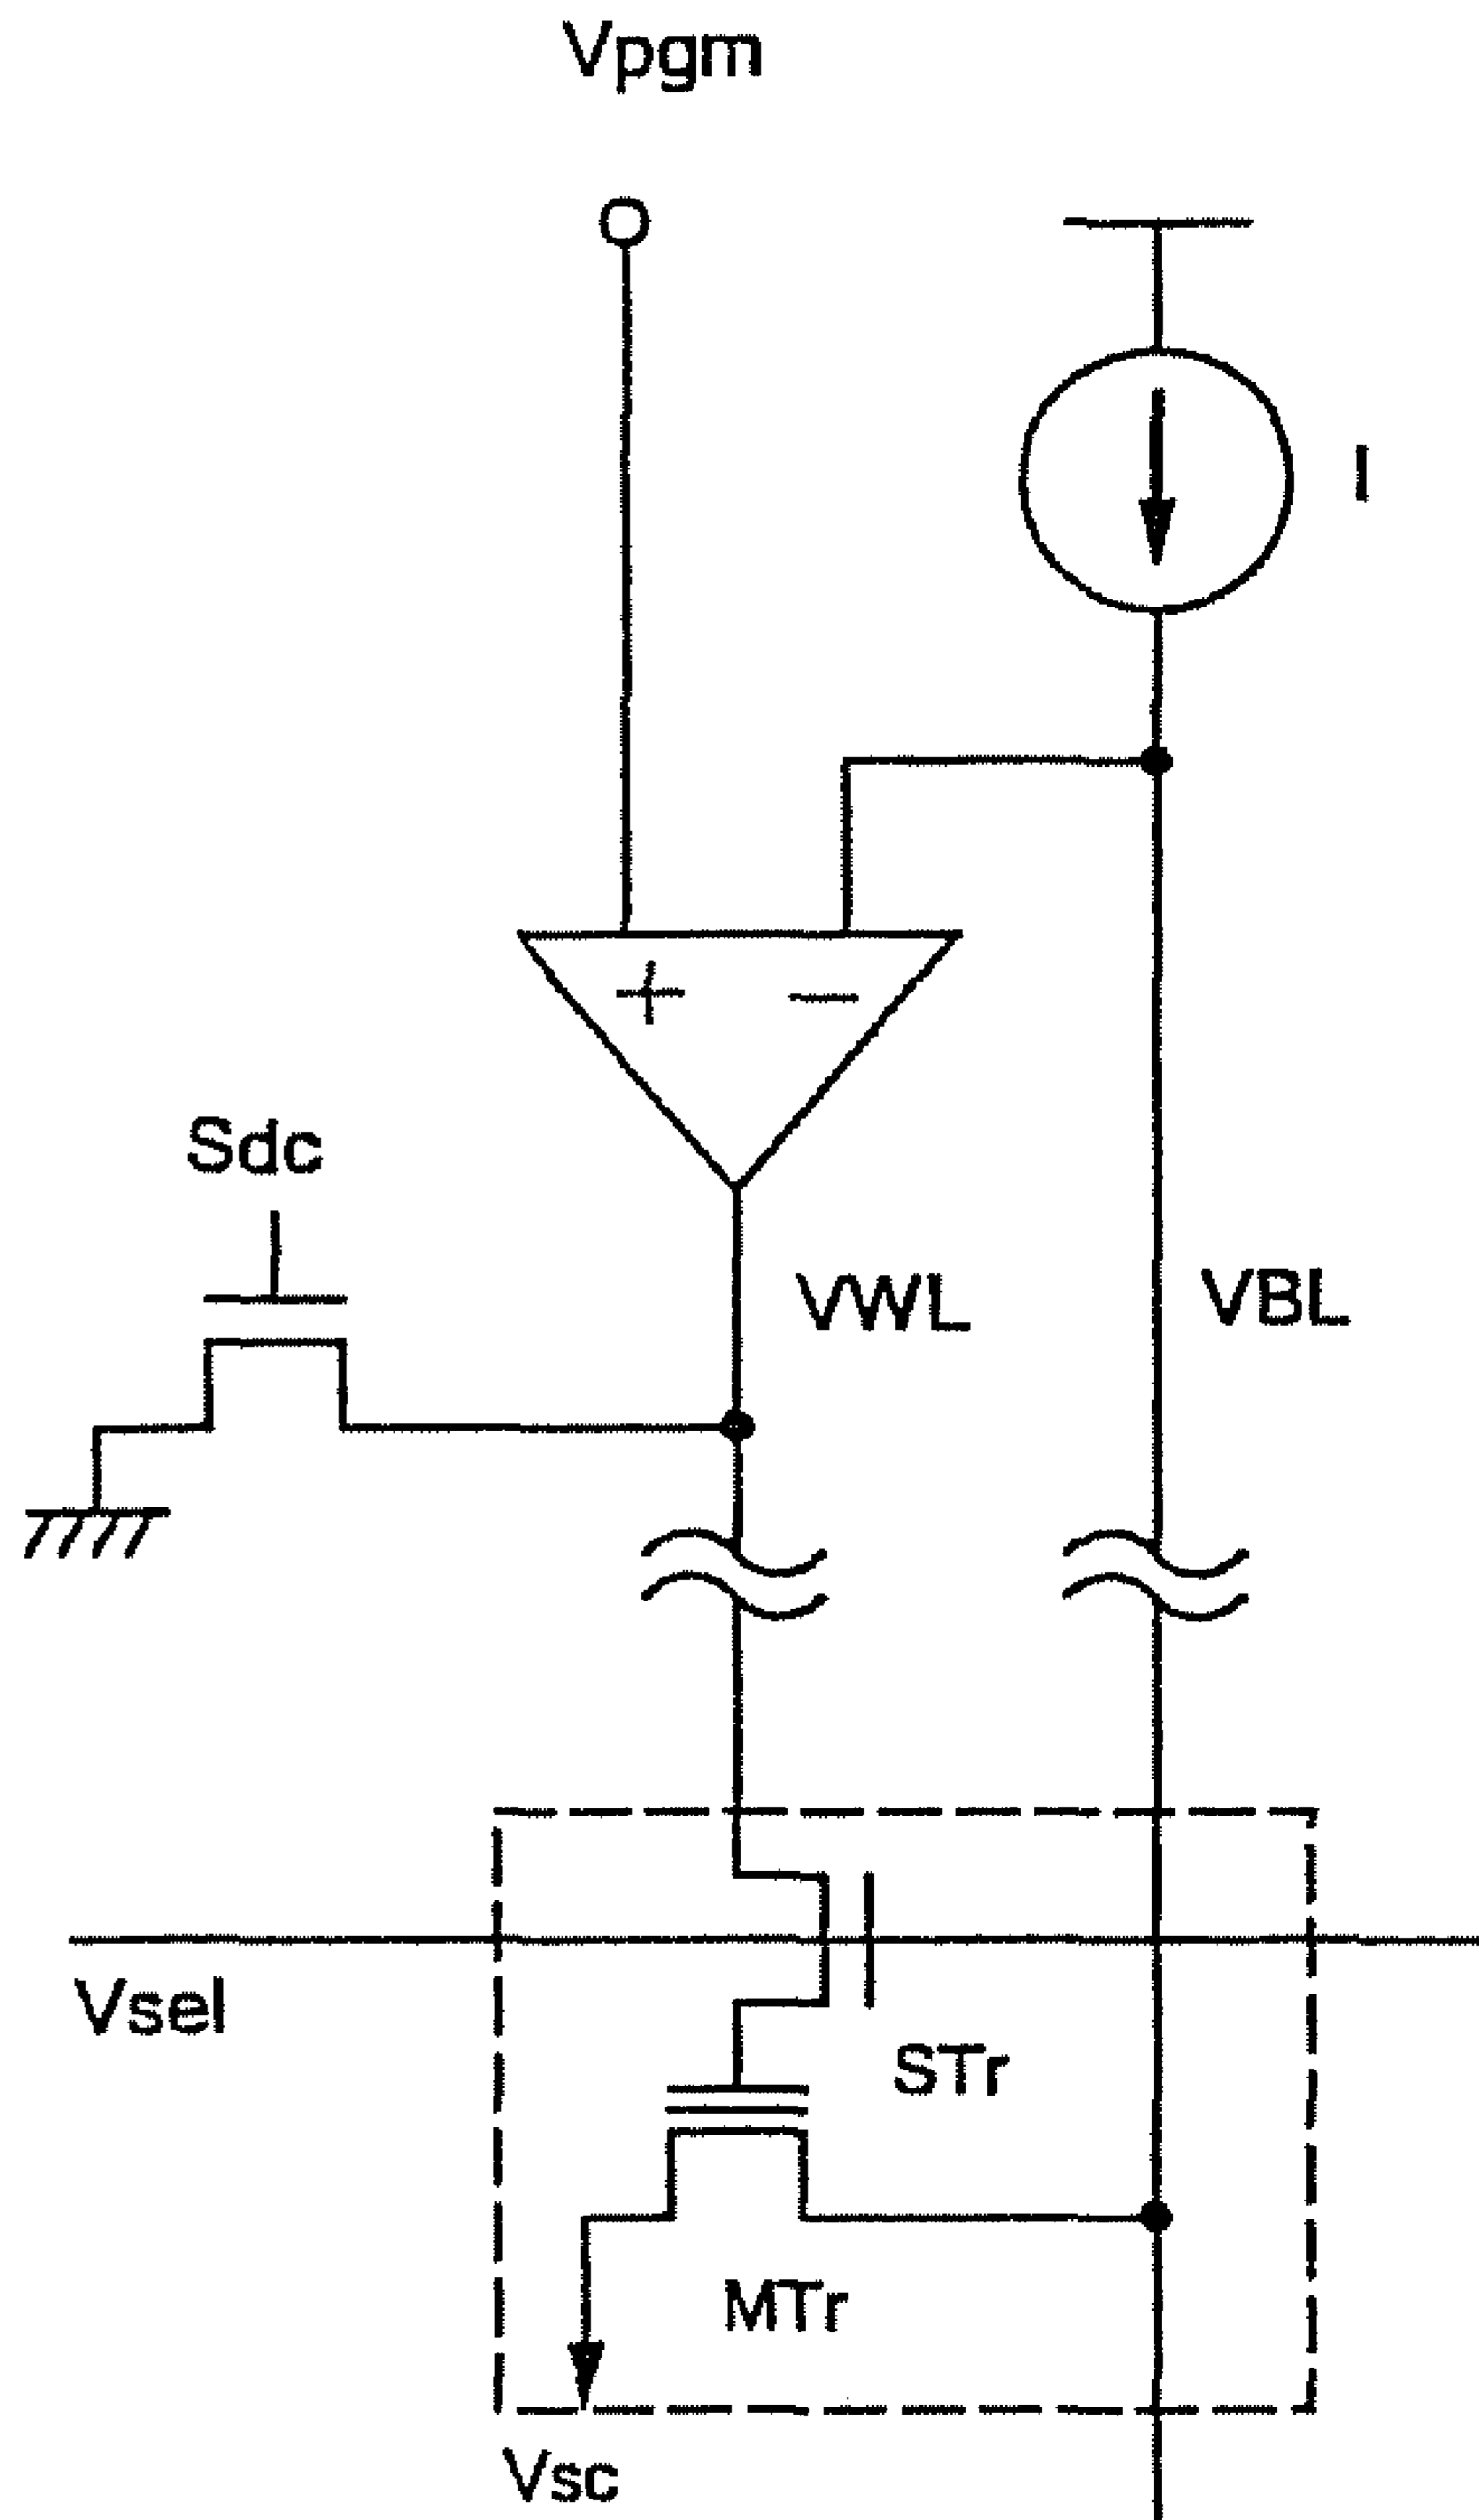 Vpgm
I
+ −
Sdc
VWL
VBL
Vsel
STr
MTr
Vsc